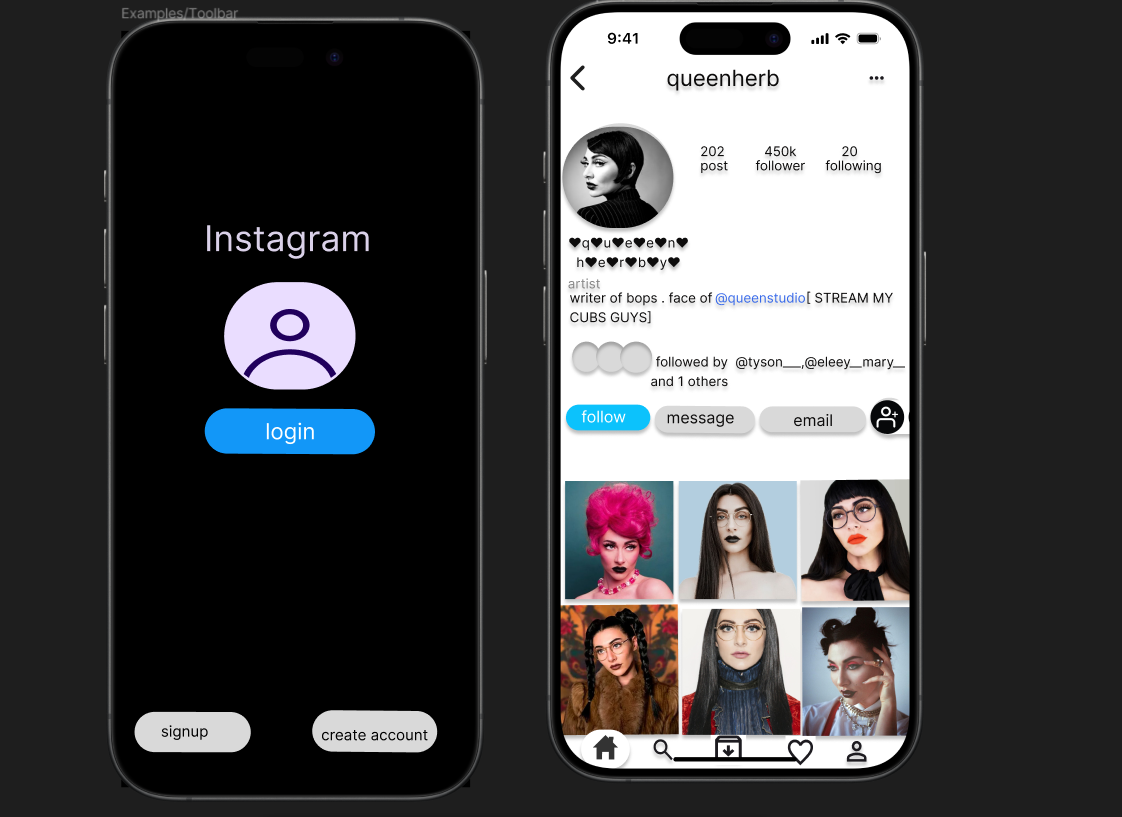 Examples/Toolbar
Instagram
login
signup
create account
9:41
queenherb
202
post
450k
follower
20
following
♥q♥u♥e♥e♥n♥
h♥e♥r♥b♥y♥
artist
writer of bops . face of @queenstudio[ STREAM MY
CUBS GUYS]
followed by @tyson___,@eleey__mary__
and 1 others
follow
message
email